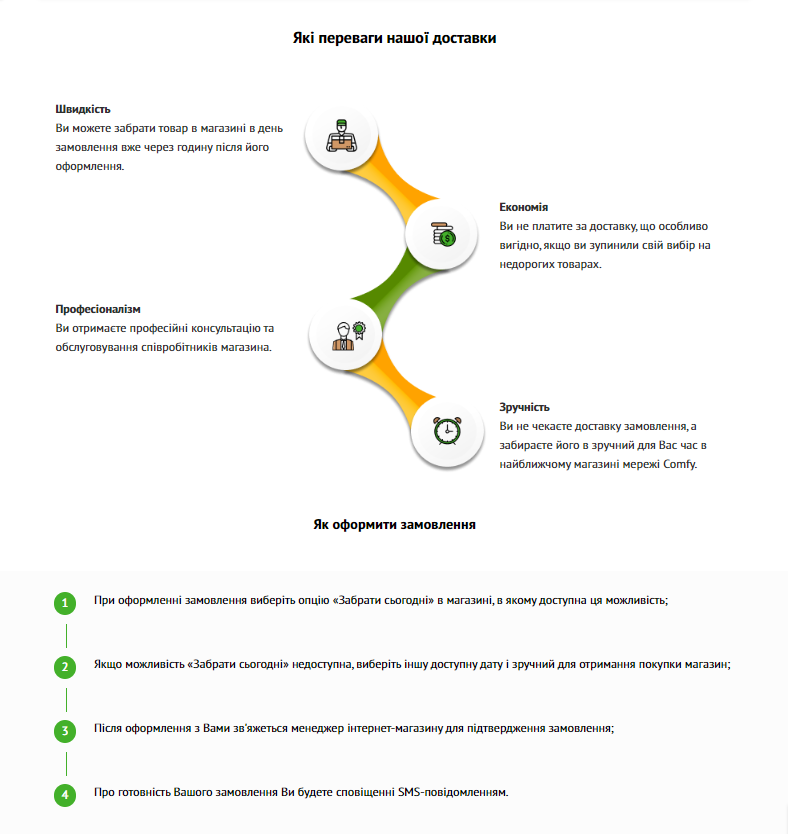 Які переваги нашої доставки
Швидкість
Ви можете забрати товар в магазині в день
замовлення вже через годину після його
оформлення.
Економія
Ви не платите за доставку, що особливо
вигідно, якщо ви зупинили свій вибір на
недорогих товарах.
Професіоналізм
Ви отримаєте професійні консультацію та
обслуговування співробітників магазина.
Зручність
Ви не чекаєте доставку замовлення, а
забираєте його в зручний для Вас час в
найближчому магазині мережі Comfy.
Як оформити замовлення
1 При оформленні замовлення виберіть опцію «Забрати сьогодні» в магазині, в якому доступна ця можливість;
2 Якщо можливість «Забрати сьогодні» недоступна, виберіть іншу доступну дату і зручний для отримання покупки магазин;
3 Після оформлення з Вами зв'яжеться менеджер інтернет-магазину для підтвердження замовлення;
4 Про готовність Вашого замовлення Ви будете сповіщенні SMS-повідомленням.